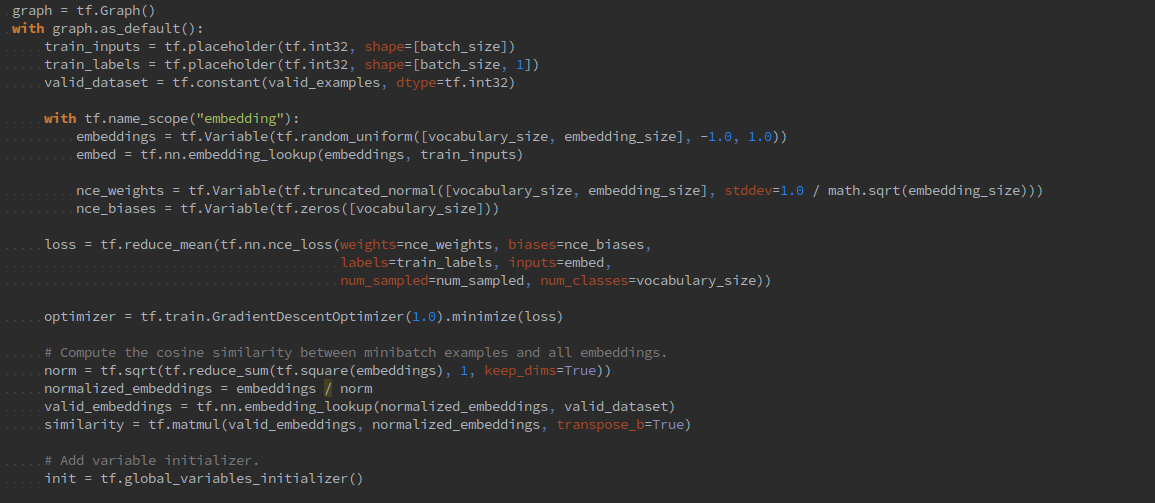 graph = tf.Graph()
with graph.as_default():
    train_inputs = tf.placeholder(tf.int32, shape=[batch_size])
    train_labels = tf.placeholder(tf.int32, shape=[batch_size, 1])
    valid_dataset = tf.constant(valid_examples, dtype=tf.int32)

    with tf.name_scope("embedding"):
        embeddings = tf.Variable(tf.random_uniform([vocabulary_size, embedding_size], -1.0, 1.0))
        embed = tf.nn.embedding_lookup(embeddings, train_inputs)

        nce_weights = tf.Variable(tf.truncated_normal([vocabulary_size, embedding_size], stddev=1.0 / math.sqrt(embedding_size)))
        nce_biases = tf.Variable(tf.zeros([vocabulary_size]))

    loss = tf.reduce_mean(tf.nn.nce_loss(weights=nce_weights, biases=nce_biases,
                                         labels=train_labels, inputs=embed,
                                         num_sampled=num_sampled, num_classes=vocabulary_size))

    optimizer = tf.train.GradientDescentOptimizer(1.0).minimize(loss)

    # Compute the cosine similarity between minibatch examples and all embeddings.
    norm = tf.sqrt(tf.reduce_sum(tf.square(embeddings), 1, keep_dims=True))
    normalized_embeddings = embeddings / norm
    valid_embeddings = tf.nn.embedding_lookup(normalized_embeddings, valid_dataset)
    similarity = tf.matmul(valid_embeddings, normalized_embeddings, transpose_b=True)

    # Add variable initializer.
    init = tf.global_variables_initializer()